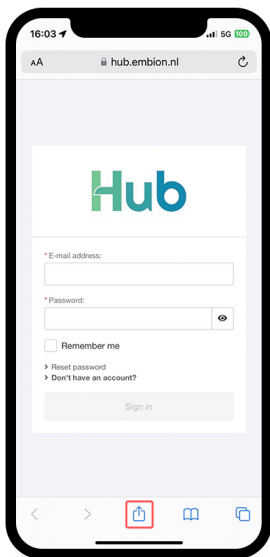 16:03
5G 100
AA hub.embion.nl
Hub
* E-mail address:
* Password:
Remember me
> Reset password
> Don't have an account?
Sign in